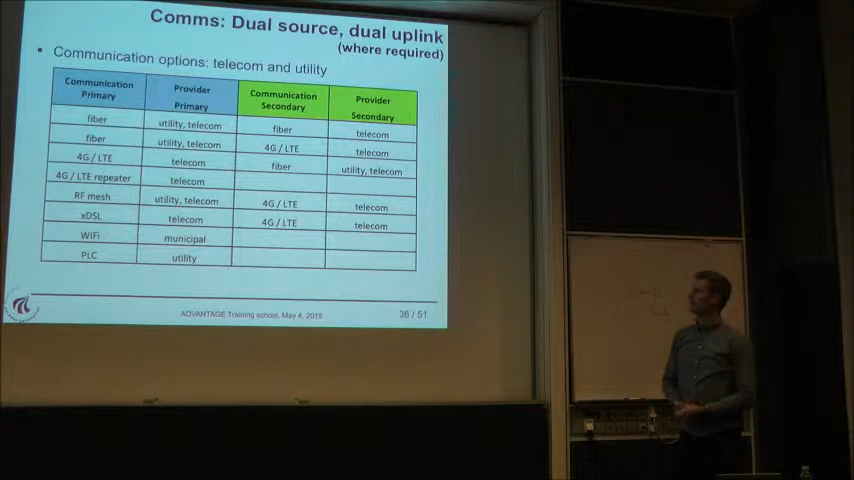 Comms: Dual source, dual uplink
(where required)
▪ Communication options: telecom and utility
Communication Primary | Provider Primary | Communication Secondary | Provider Secondary
fiber | utility, telecom | fiber | telecom
fiber | utility, telecom | 4G / LTE | telecom
4G / LTE | telecom | fiber | utility, telecom
4G / LTE repeater | telecom
RF mesh | utility, telecom | 4G / LTE | telecom
xDSL | telecom | 4G / LTE | telecom
WiFi | municipal
PLC | utility
ADVANTAGE Training school, May 4, 2015
36 / 51